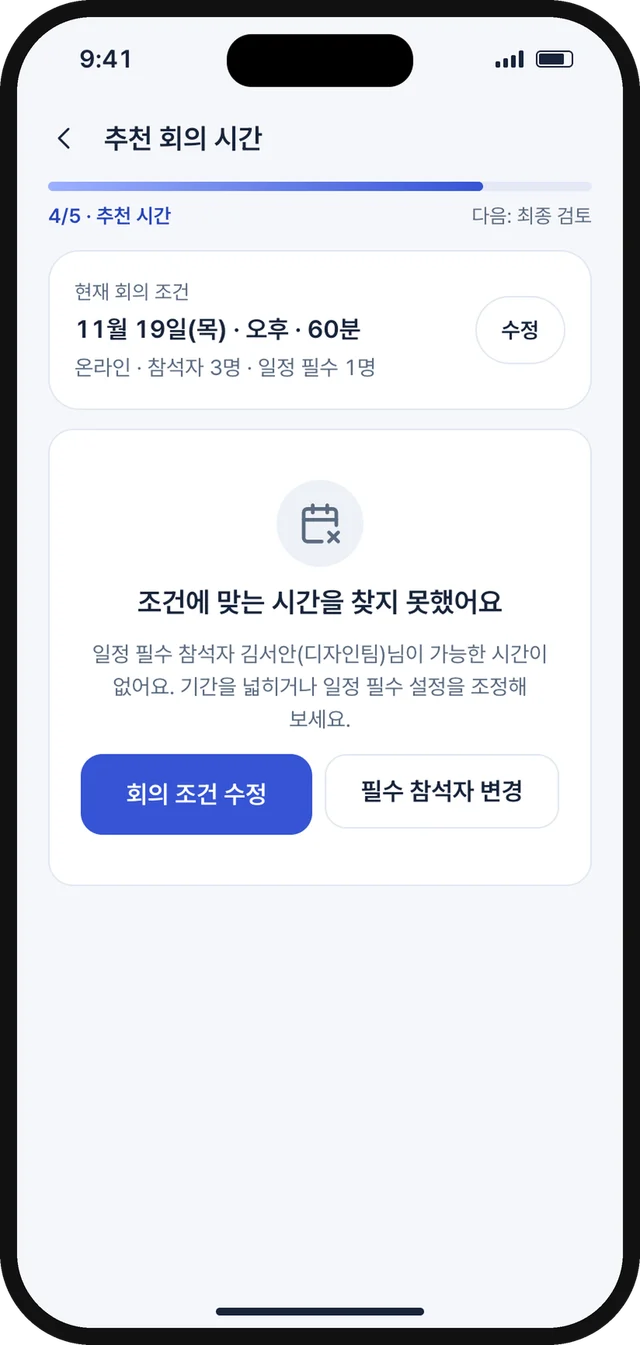 9:41
추천 회의 시간
4/5 · 추천 시간
다음: 최종 검토
현재 회의 조건
11월 19일(목) · 오후 · 60분
온라인 · 참석자 3명 · 일정 필수 1명
수정
조건에 맞는 시간을 찾지 못했어요
일정 필수 참석자 김서안(디자인팀)님이 가능한 시간이
없어요. 기간을 넓히거나 일정 필수 설정을 조정해
보세요.
회의 조건 수정
필수 참석자 변경